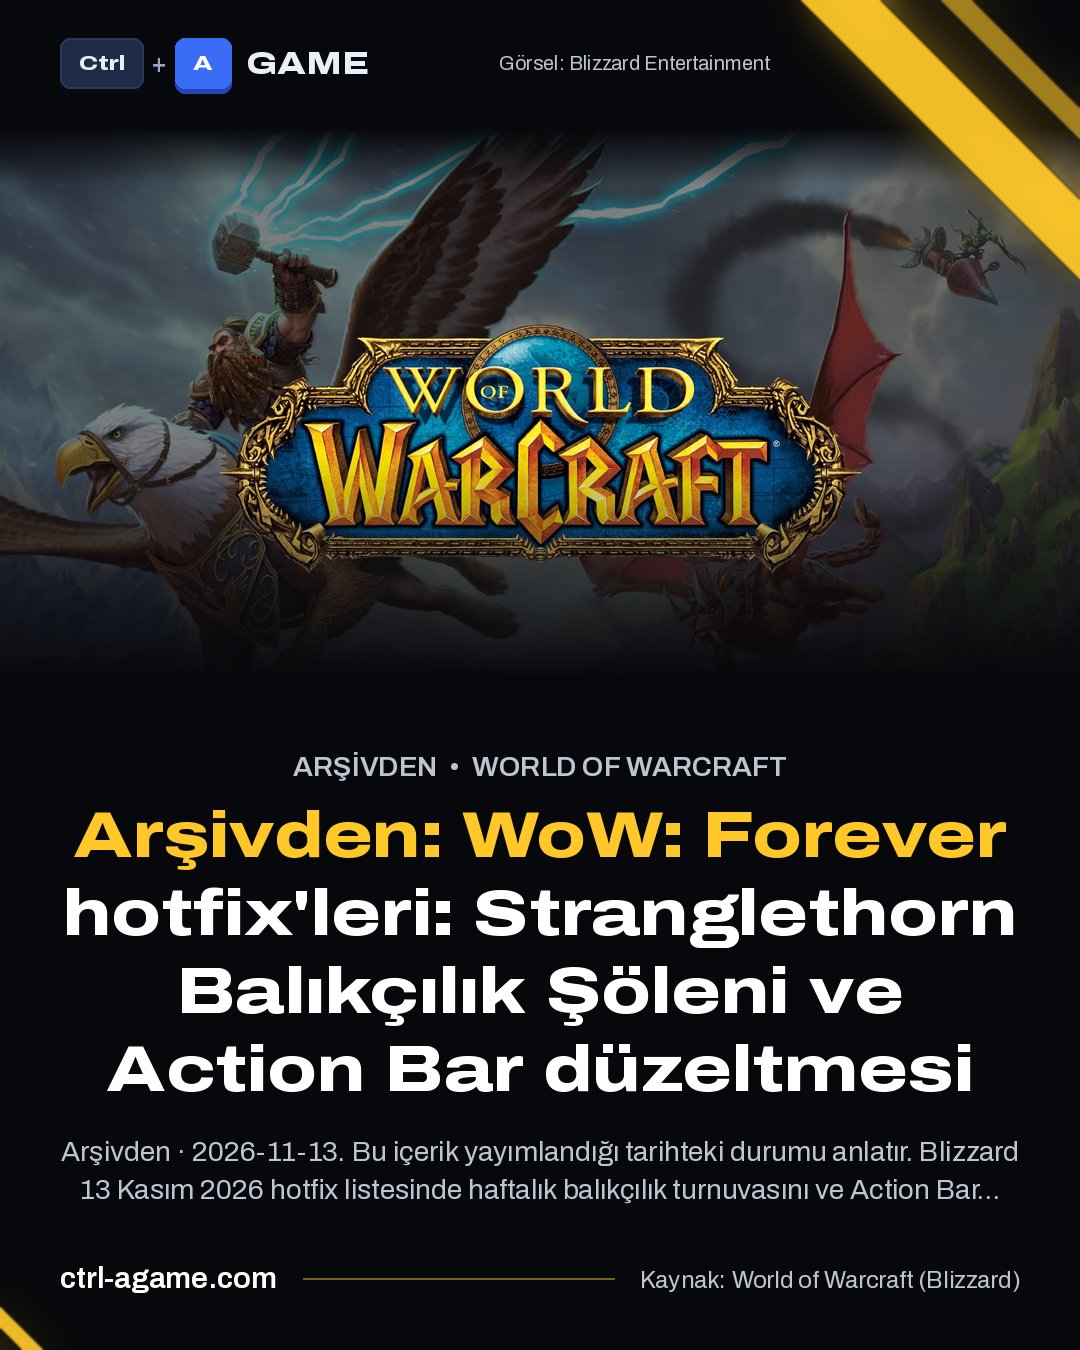 Ctrl + A GAME
Görsel: Blizzard Entertainment
WORLD OF WARCRAFT
ARŞİVDEN • WORLD OF WARCRAFT
Arşivden: WoW: Forever
hotfix'leri: Stranglethorn
Balıkçılık Şöleni ve
Action Bar düzeltmesi
Arşivden · 2026-11-13. Bu içerik yayımlandığı tarihteki durumu anlatır. Blizzard
13 Kasım 2026 hotfix listesinde haftalık balıkçılık turnuvasını ve Action Bar...
ctrl-agame.com
Kaynak: World of Warcraft (Blizzard)